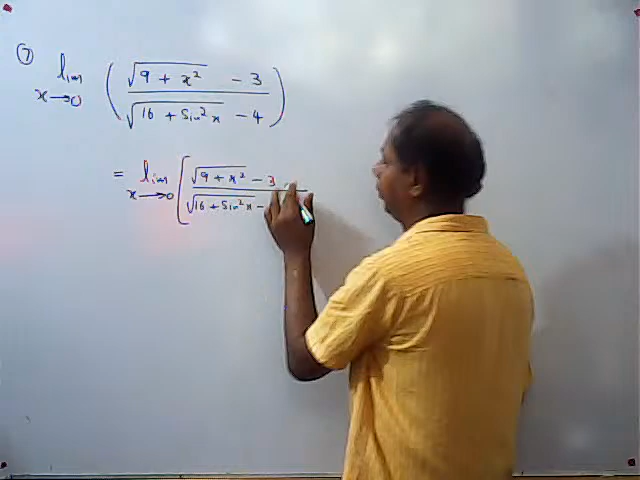 ⑦ lim x→0 ( (√(9 + x²) - 3) / (√(16 + Sin²x) - 4) )
= lim x→0 [ (√(9 + x²) - 3) / (√(16 + Sin²x) -